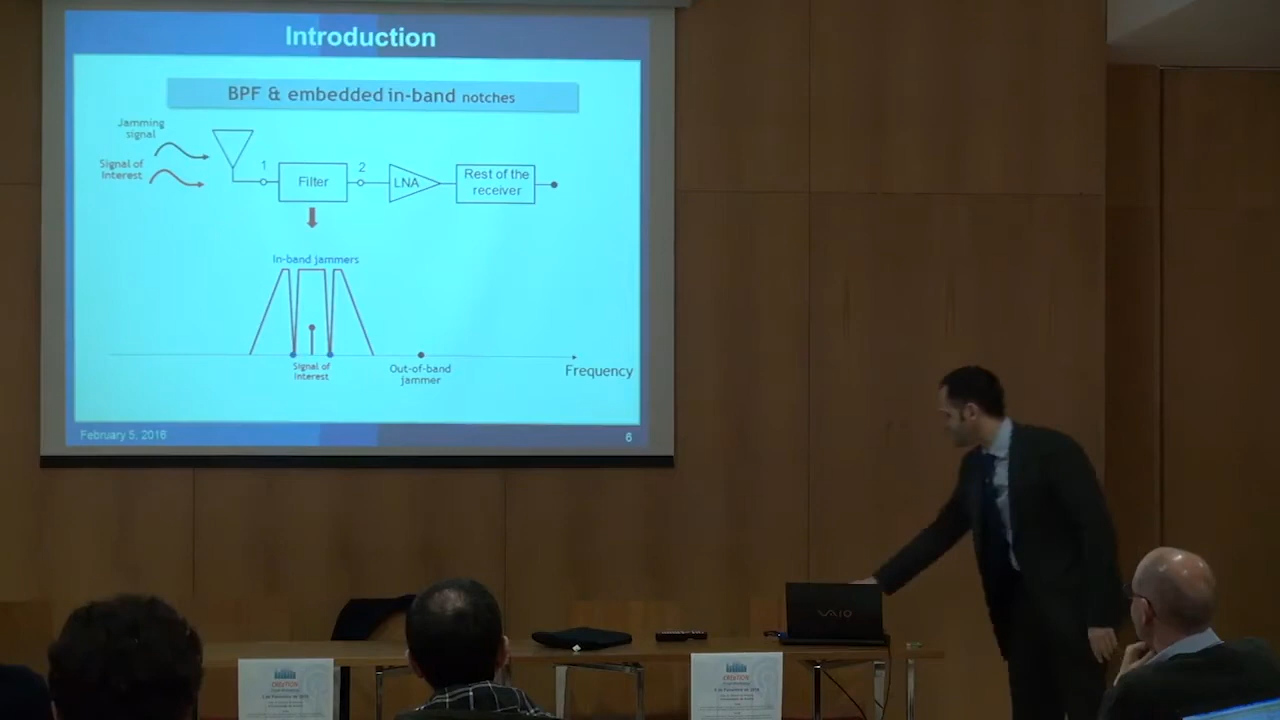 Introduction
BPF & embedded in-band notches
Jamming
signal
Signal of
Interest
1
Filter
2
LNA
Rest of the
receiver
In-band jammers
Signal of
Interest
Out-of-band
jammer
Frequency
February 5, 2016
6
VAIO